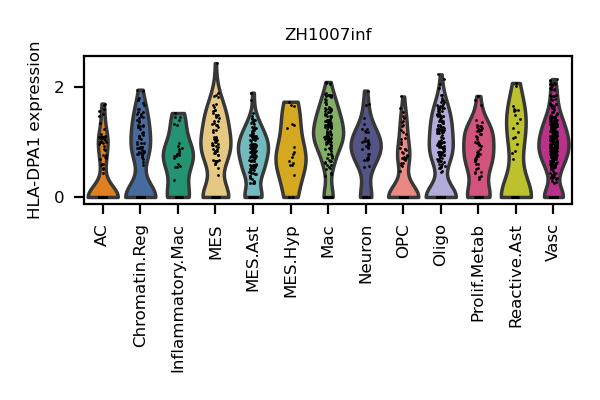 ZH1007inf
HLA-DPA1 expression
2
0
AC
Chromatin.Reg
Inflammatory.Mac
MES
MES.Ast
MES.Hyp
Mac
Neuron
OPC
Oligo
Prolif.Metab
Reactive.Ast
Vasc